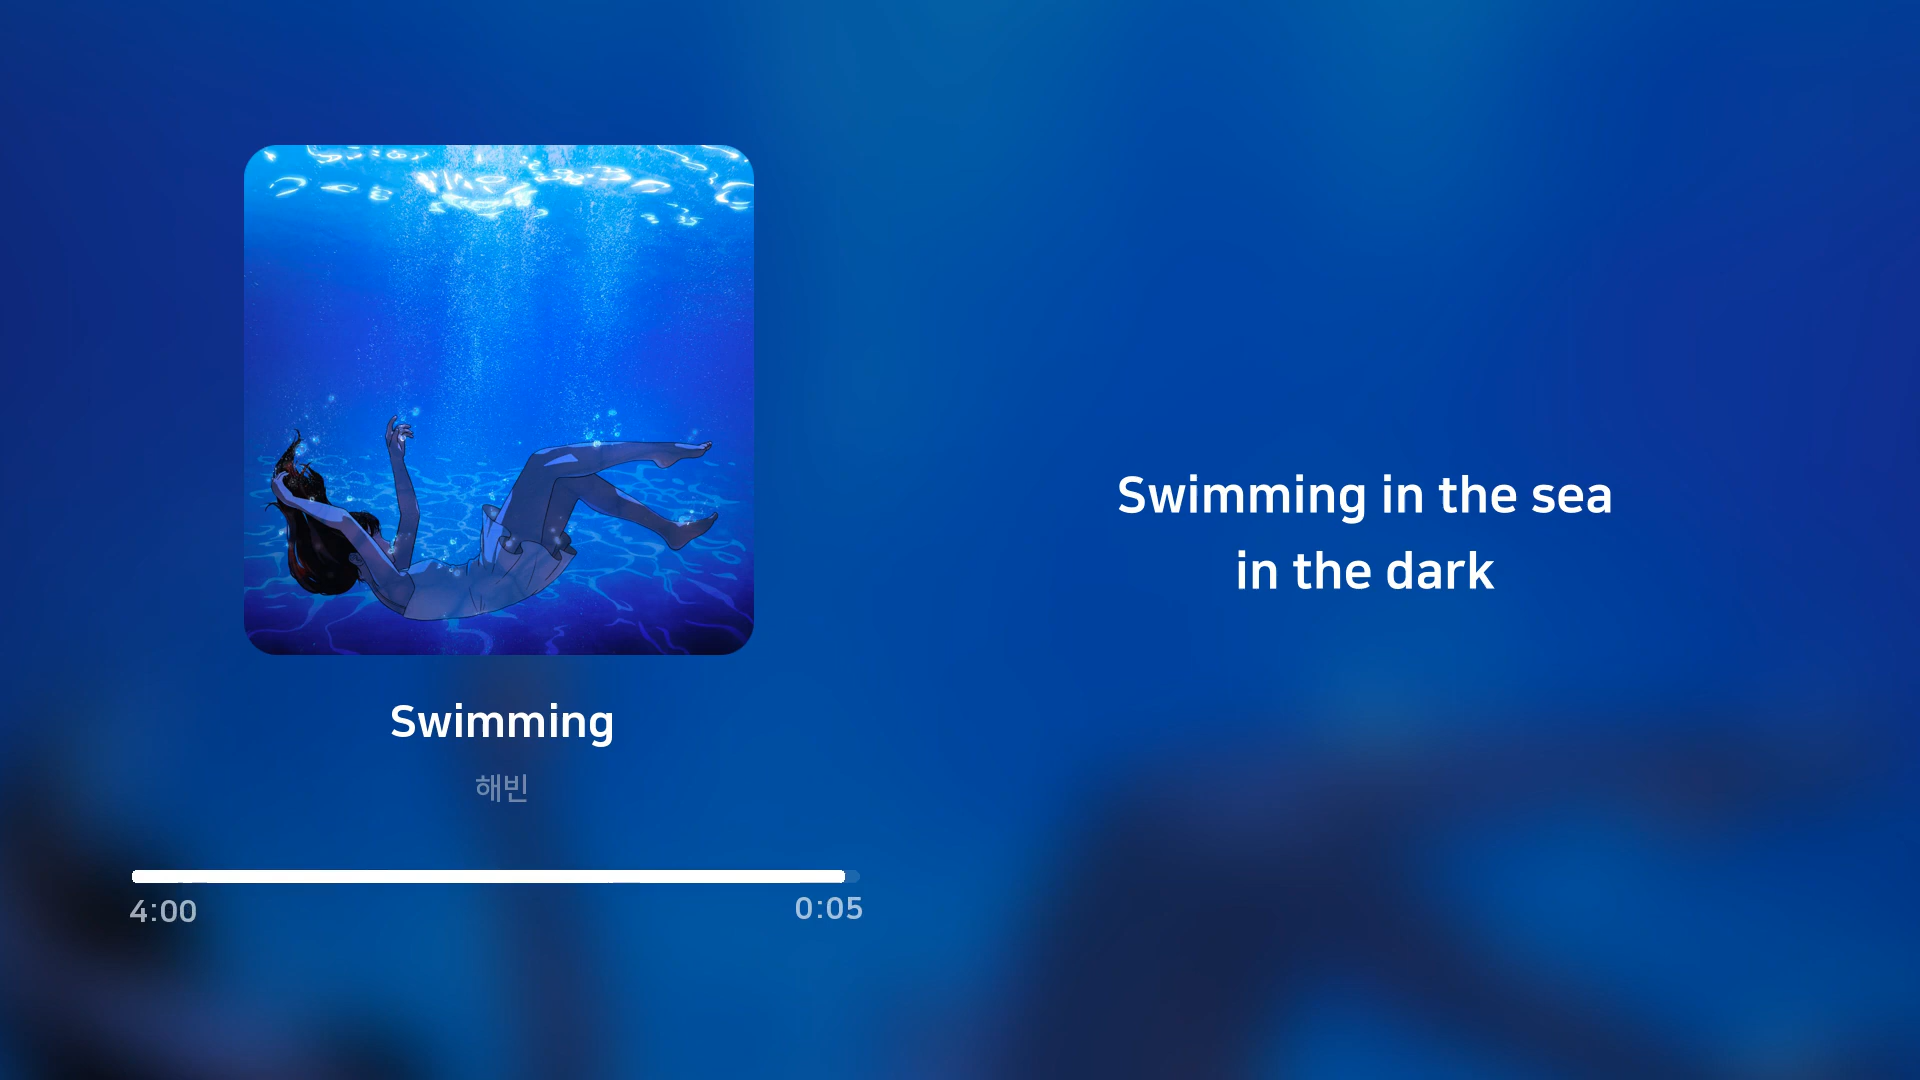 Swimming
해빈
4:00
0:05
Swimming in the sea
in the dark